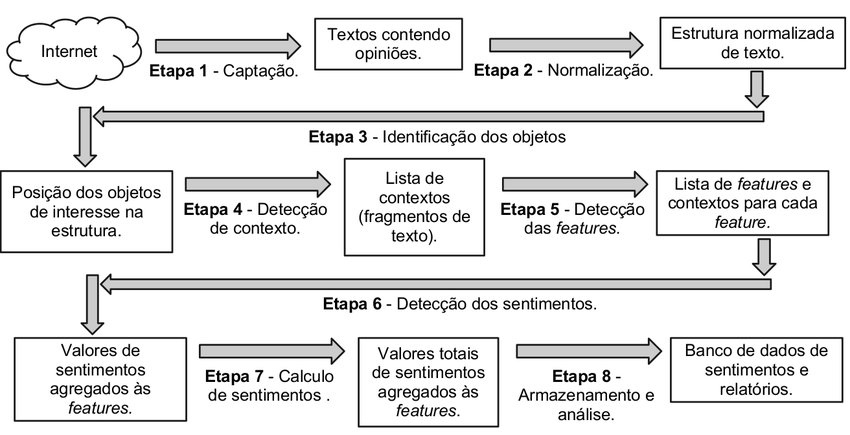 Internet
Etapa 1 - Captação.
Textos contendo
opiniões.
Etapa 2 - Normalização.
Estrutura normalizada
de texto.
Etapa 3 - Identificação dos objetos
Posição dos objetos
de interesse na
estrutura.
Etapa 4 - Detecção
de contexto.
Lista de
contextos
(fragmentos de
texto).
Etapa 5 - Detecção
das features.
Lista de features e
contextos para cada
feature.
Etapa 6 - Detecção dos sentimentos.
Valores de
sentimentos
agregados às
features.
Etapa 7 - Calculo
de sentimentos .
Valores totais
de sentimentos
agregados às
features.
Etapa 8 -
Armazenamento e
análise.
Banco de dados de
sentimentos e
relatórios.